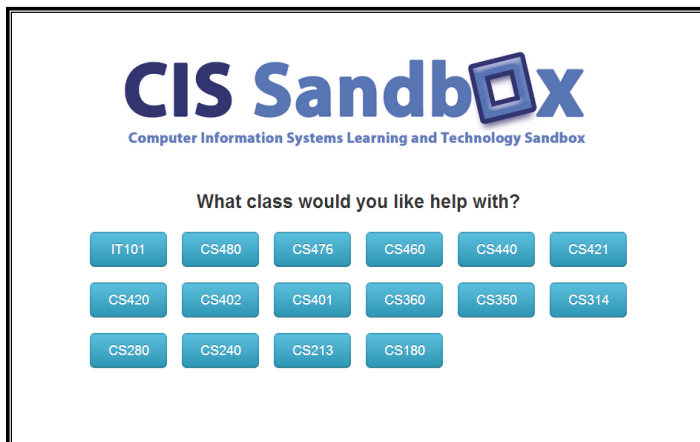 CIS Sandbox
Computer Information Systems Learning and Technology Sandbox
What class would you like help with?
IT101 CS480 CS476 CS460 CS440 CS421
CS420 CS402 CS401 CS360 CS350 CS314
CS280 CS240 CS213 CS180